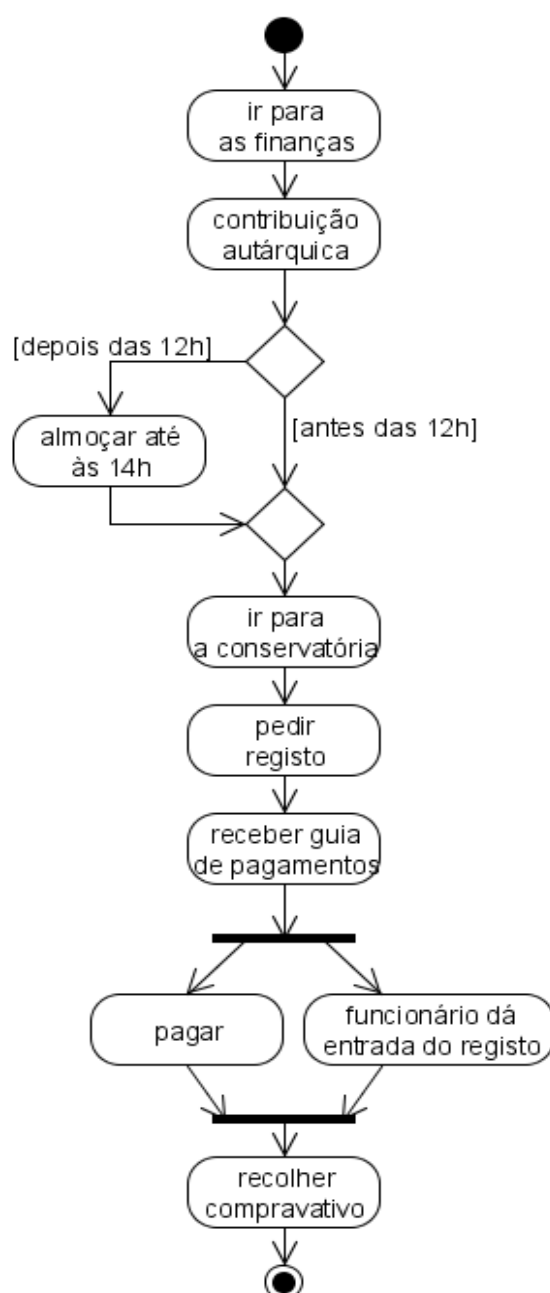 ir para
as finanças
contribuição
autárquica
[depois das 12h]
[antes das 12h]
almoçar até
às 14h
ir para
a conservatória
pedir
registo
receber guia
de pagamentos
pagar
funcionário dá
entrada do registo
recolher
compravativo